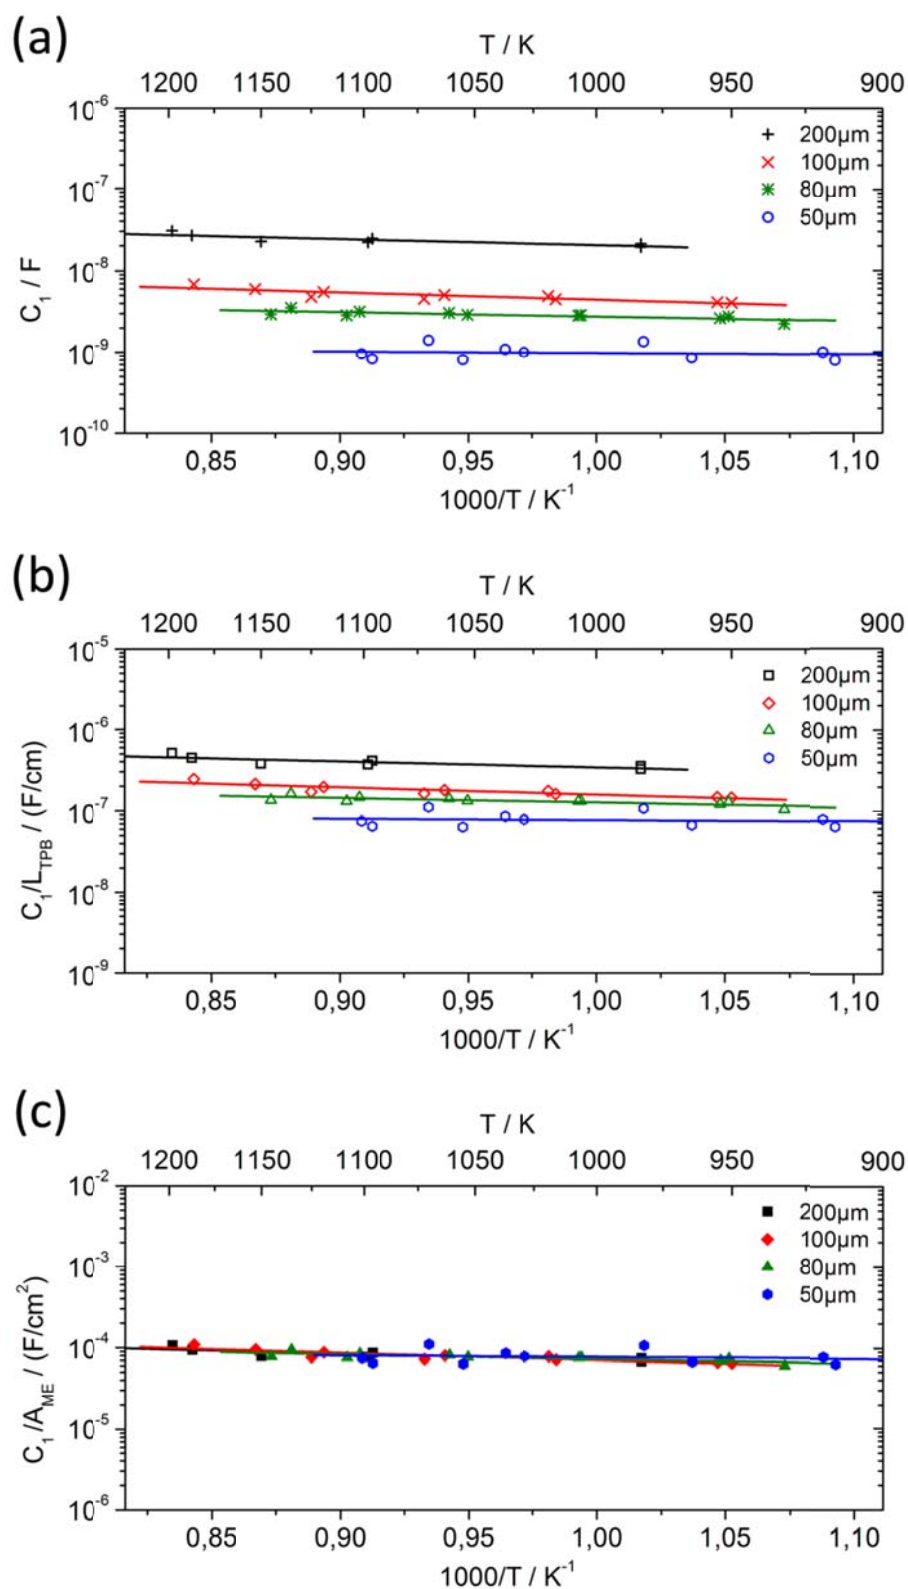 (a)
T / K
1200 1150 1100 1050 1000 950 900
10⁻⁶
10⁻⁷
10⁻⁸
10⁻⁹
10⁻¹⁰
C₁ / F
200µm
100µm
80µm
50µm
0,85 0,90 0,95 1,00 1,05 1,10
1000/T / K⁻¹
(b)
T / K
1200 1150 1100 1050 1000 950 900
10⁻⁵
10⁻⁶
10⁻⁷
10⁻⁸
10⁻⁹
C₁/L_TPB / (F/cm)
200µm
100µm
80µm
50µm
0,85 0,90 0,95 1,00 1,05 1,10
1000/T / K⁻¹
(c)
T / K
1200 1150 1100 1050 1000 950 900
10⁻²
10⁻³
10⁻⁴
10⁻⁵
10⁻⁶
C₁/A_ME / (F/cm²)
200µm
100µm
80µm
50µm
0,85 0,90 0,95 1,00 1,05 1,10
1000/T / K⁻¹